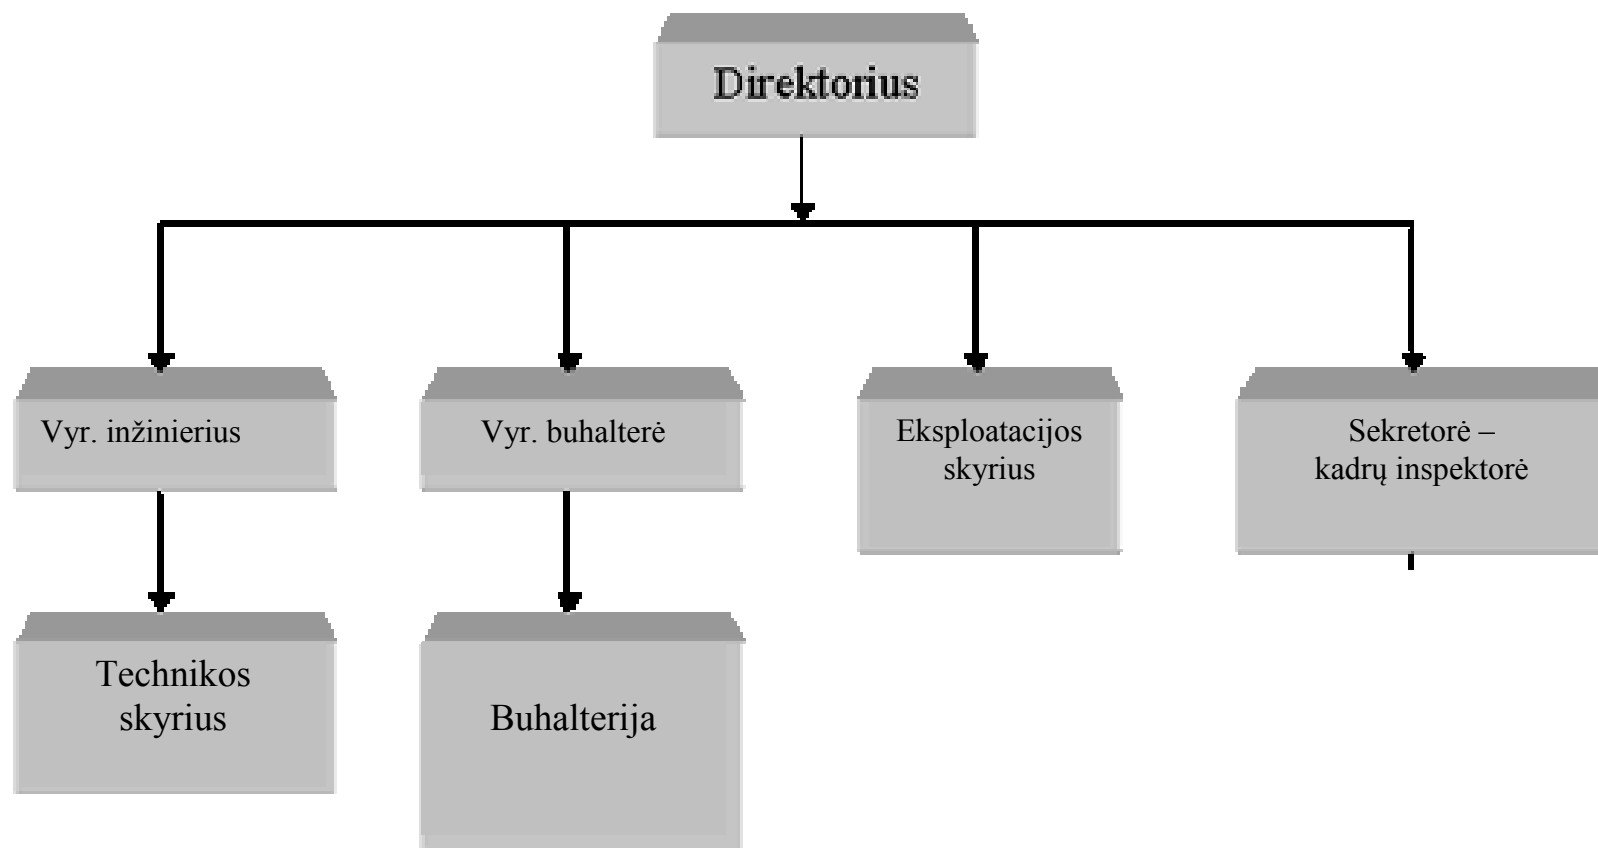 Direktorius
Vyr. inžinierius
Vyr. buhalterė
Eksploatacijos
skyrius
Sekretorė –
kadrų inspektorė
Technikos
skyrius
Buhalterija